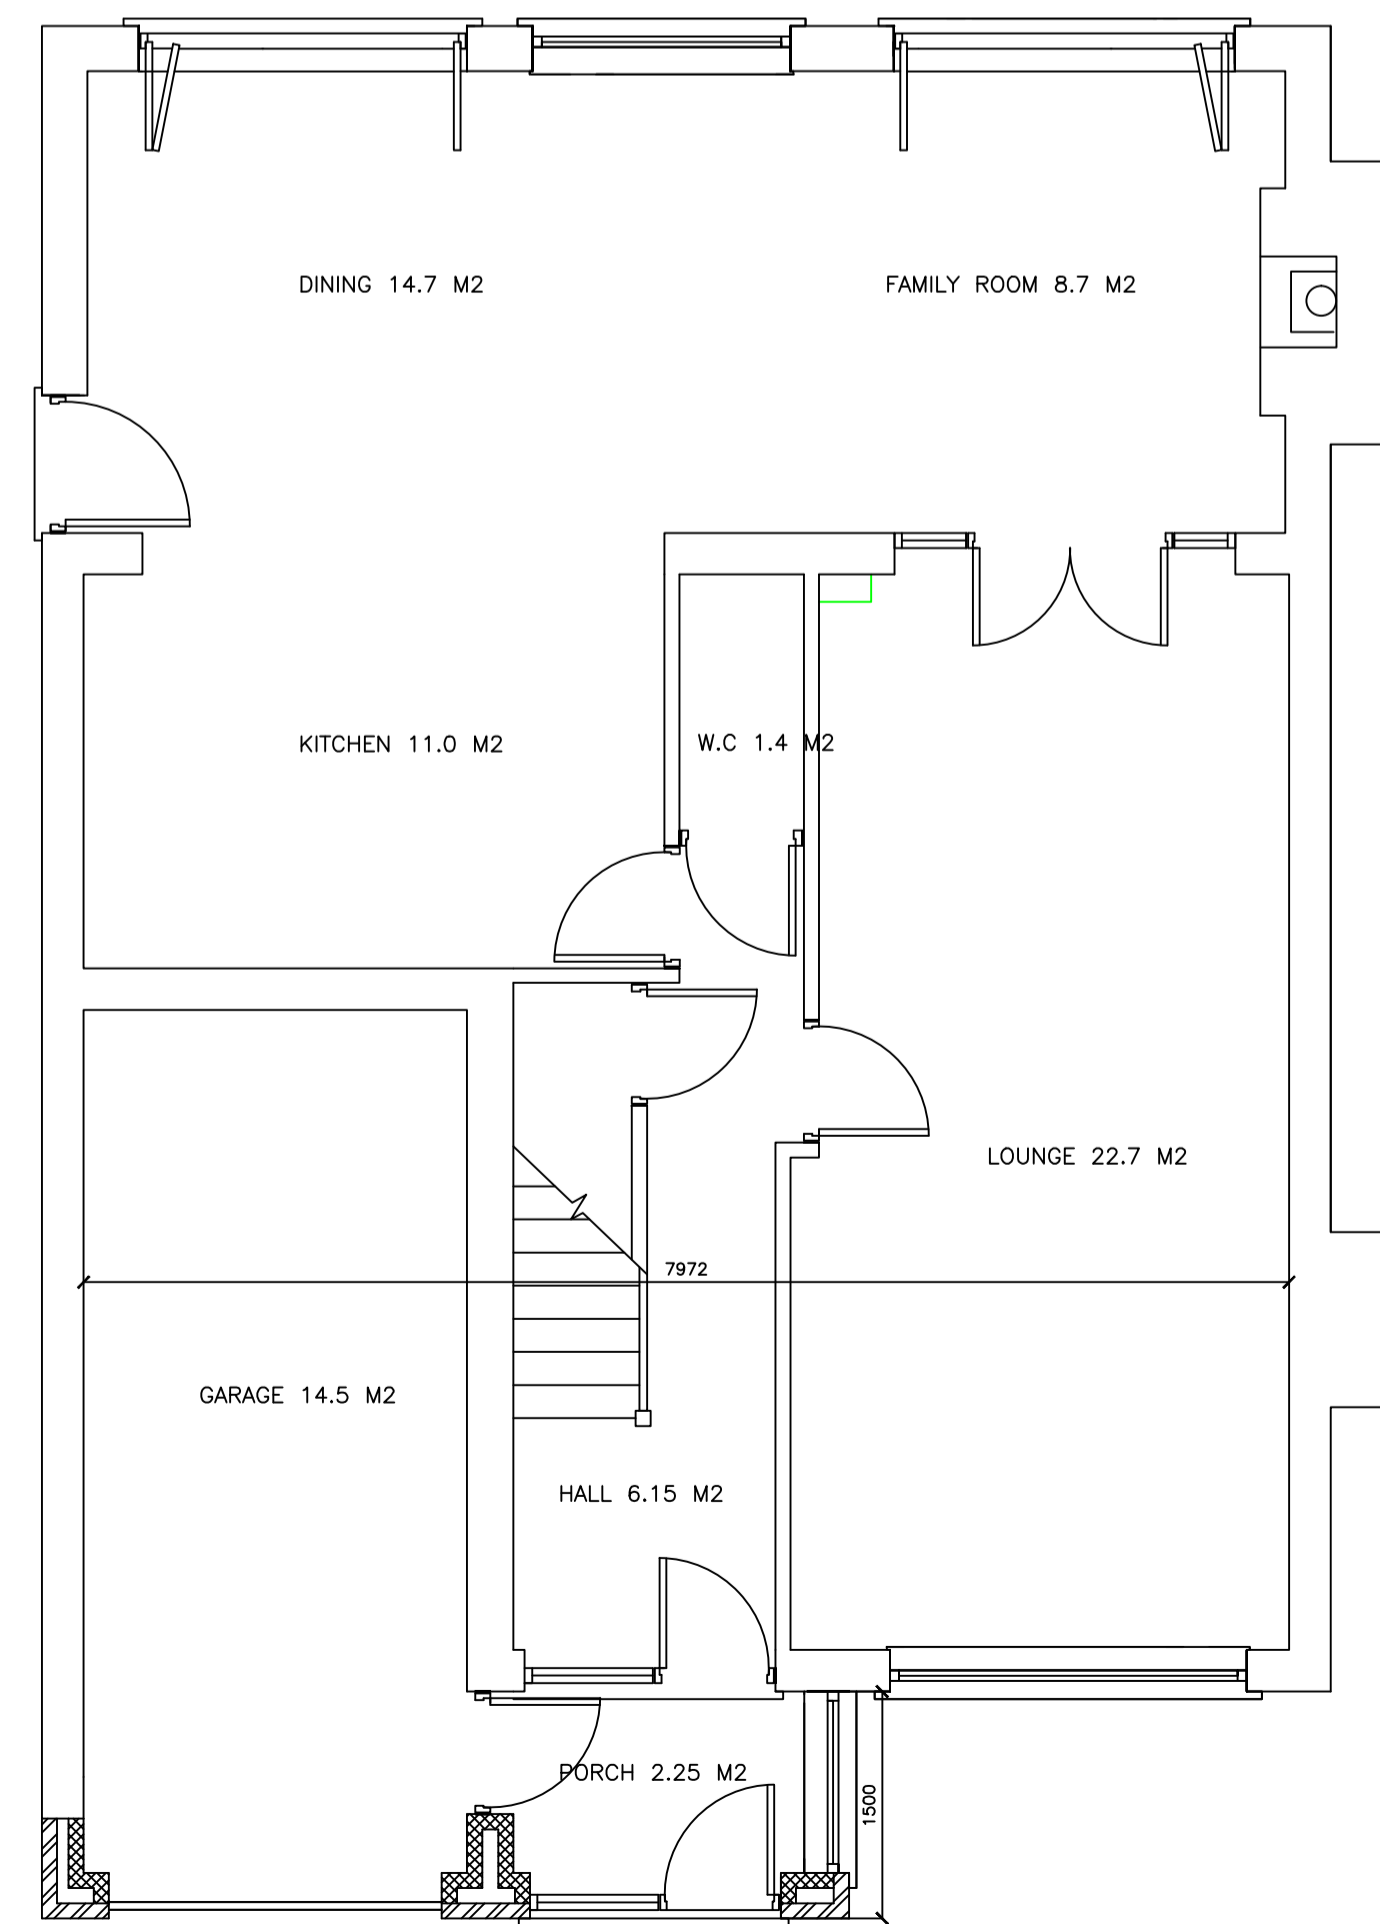 DINING 14.7 M2
FAMILY ROOM 8.7 M2
KITCHEN 11.0 M2
W.C 1.4 M2
LOUNGE 22.7 M2
7972
GARAGE 14.5 M2
HALL 6.15 M2
PORCH 2.25 M2
1500